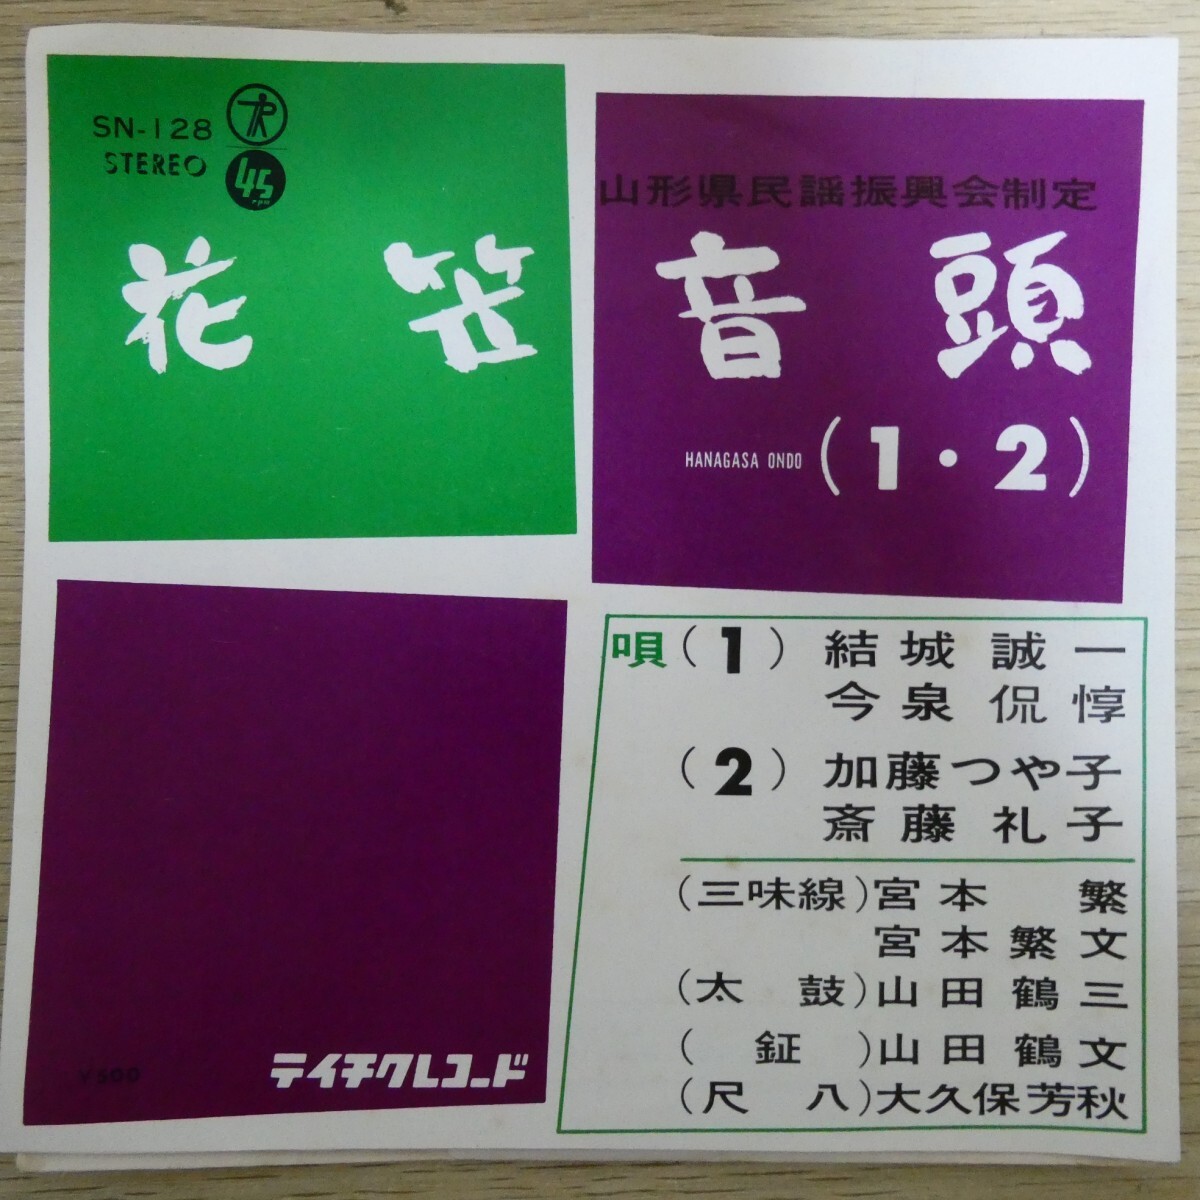 SN-128
STEREO
45
rpm
山形県民謡振興会制定
花笠音頭
HANAGASA ONDO (1・2)
唄 (1) 結城誠一
今泉侃惇
(2) 加藤つや子
斎藤礼子
(三味線) 宮本繁
宮本繁文
(太鼓) 山田鶴三
(鉦) 山田鶴文
(尺八) 大久保芳秋
¥500
テイチクレコード